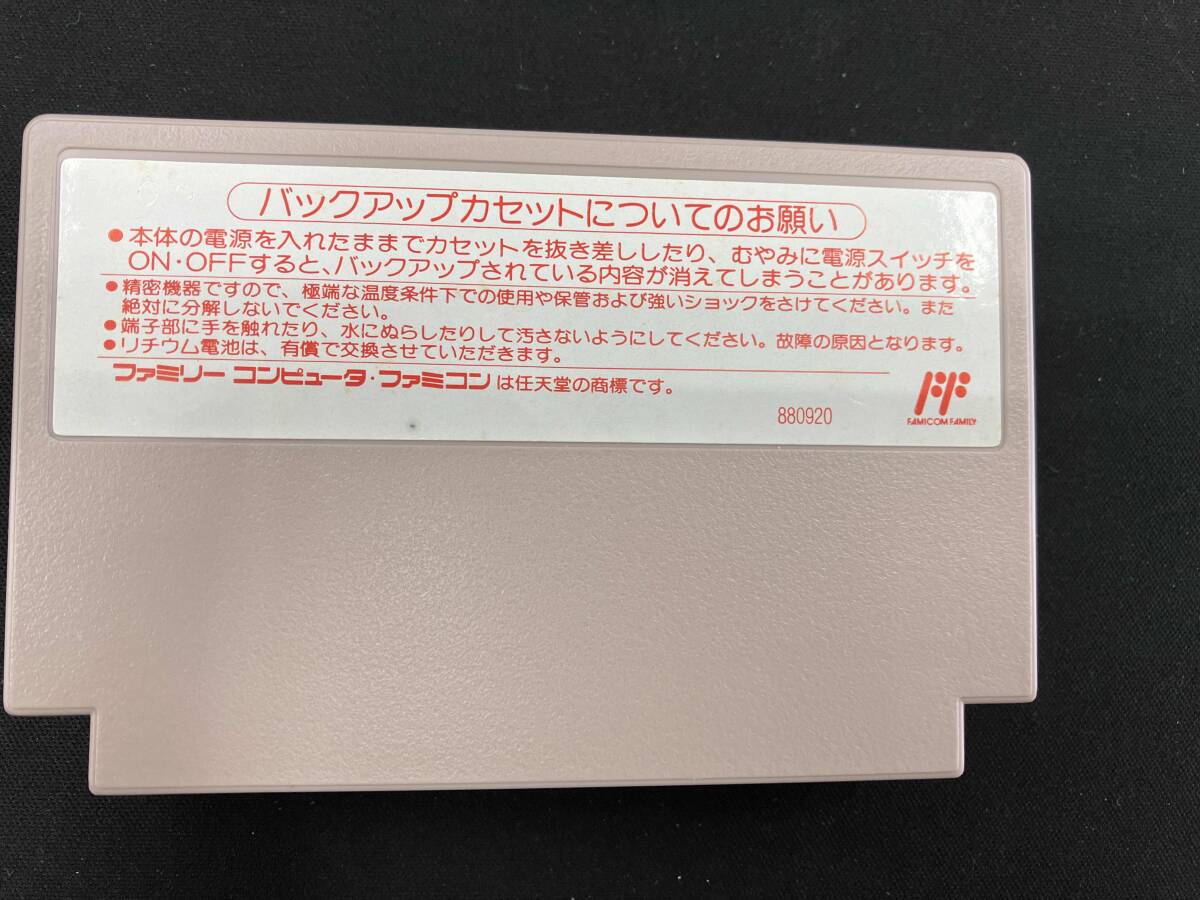 バックアップカセットについてのお願い
●本体の電源を入れたままでカセットを抜き差ししたり、むやみに電源スイッチを
ON・OFFすると、バックアップされている内容が消えてしまうことがあります。
●精密機器ですので、極端な温度条件下での使用や保管および強いショックをさけてください。また
絶対に分解しないでください。
●端子部に手を触れたり、水にぬらしたりして汚さないようにしてください。故障の原因となります。
●リチウム電池は、有償で交換させていただきます。
ファミリー コンピュータ・ファミコンは任天堂の商標です。
880920
FAMICOM FAMILY